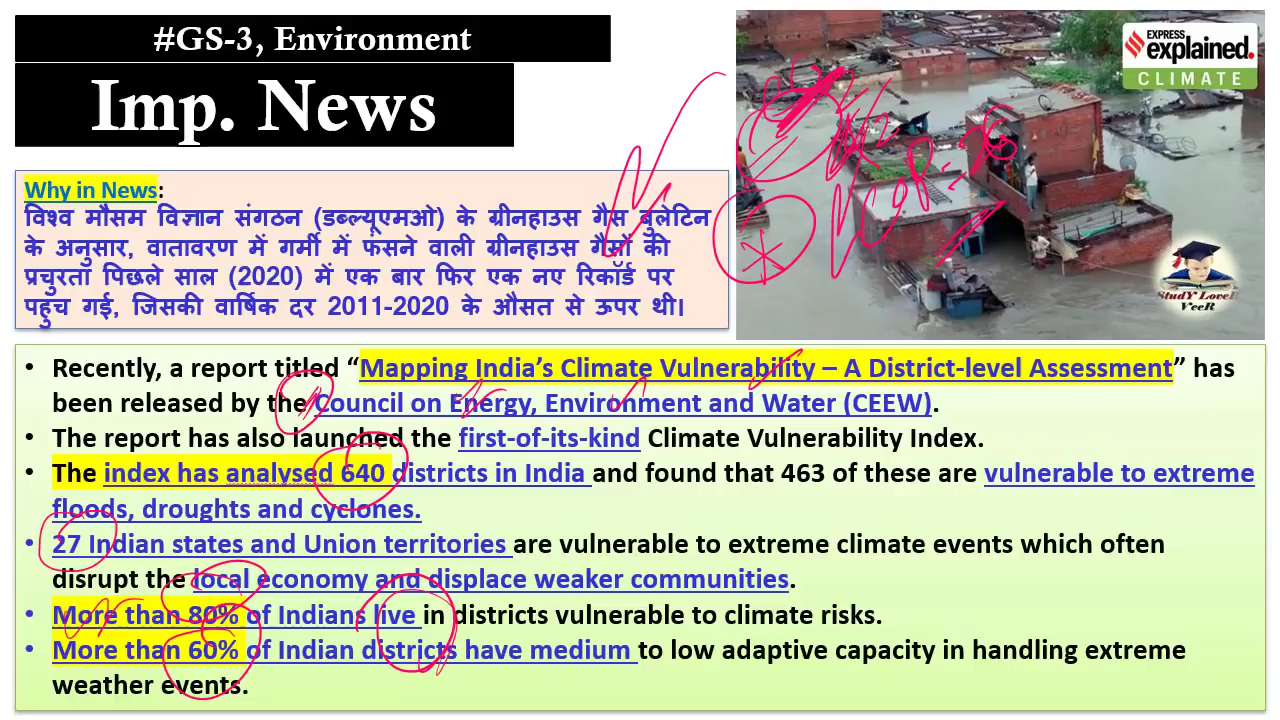 #GS-3, Environment
Imp. News
EXPRESS
explained.
CLIMATE
Why in News:
विश्व मौसम विज्ञान संगठन (डब्ल्यूएमओ) के ग्रीनहाउस गैस बुलेटिन
के अनुसार, वातावरण में गर्मी में फंसने वाली ग्रीनहाउस गैसों की
प्रचुरता पिछले साल (2020) में एक बार फिर एक नए रिकॉर्ड पर
पहुंच गई, जिसकी वार्षिक दर 2011-2020 के औसत से ऊपर थी।
COP-26
StudY LoveR
VeeR
• Recently, a report titled “Mapping India’s Climate Vulnerability – A District-level Assessment” has
been released by the Council on Energy, Environment and Water (CEEW).
• The report has also launched the first-of-its-kind Climate Vulnerability Index.
• The index has analysed 640 districts in India and found that 463 of these are vulnerable to extreme
floods, droughts and cyclones.
• 27 Indian states and Union territories are vulnerable to extreme climate events which often
disrupt the local economy and displace weaker communities.
• More than 80% of Indians live in districts vulnerable to climate risks.
• More than 60% of Indian districts have medium to low adaptive capacity in handling extreme
weather events.